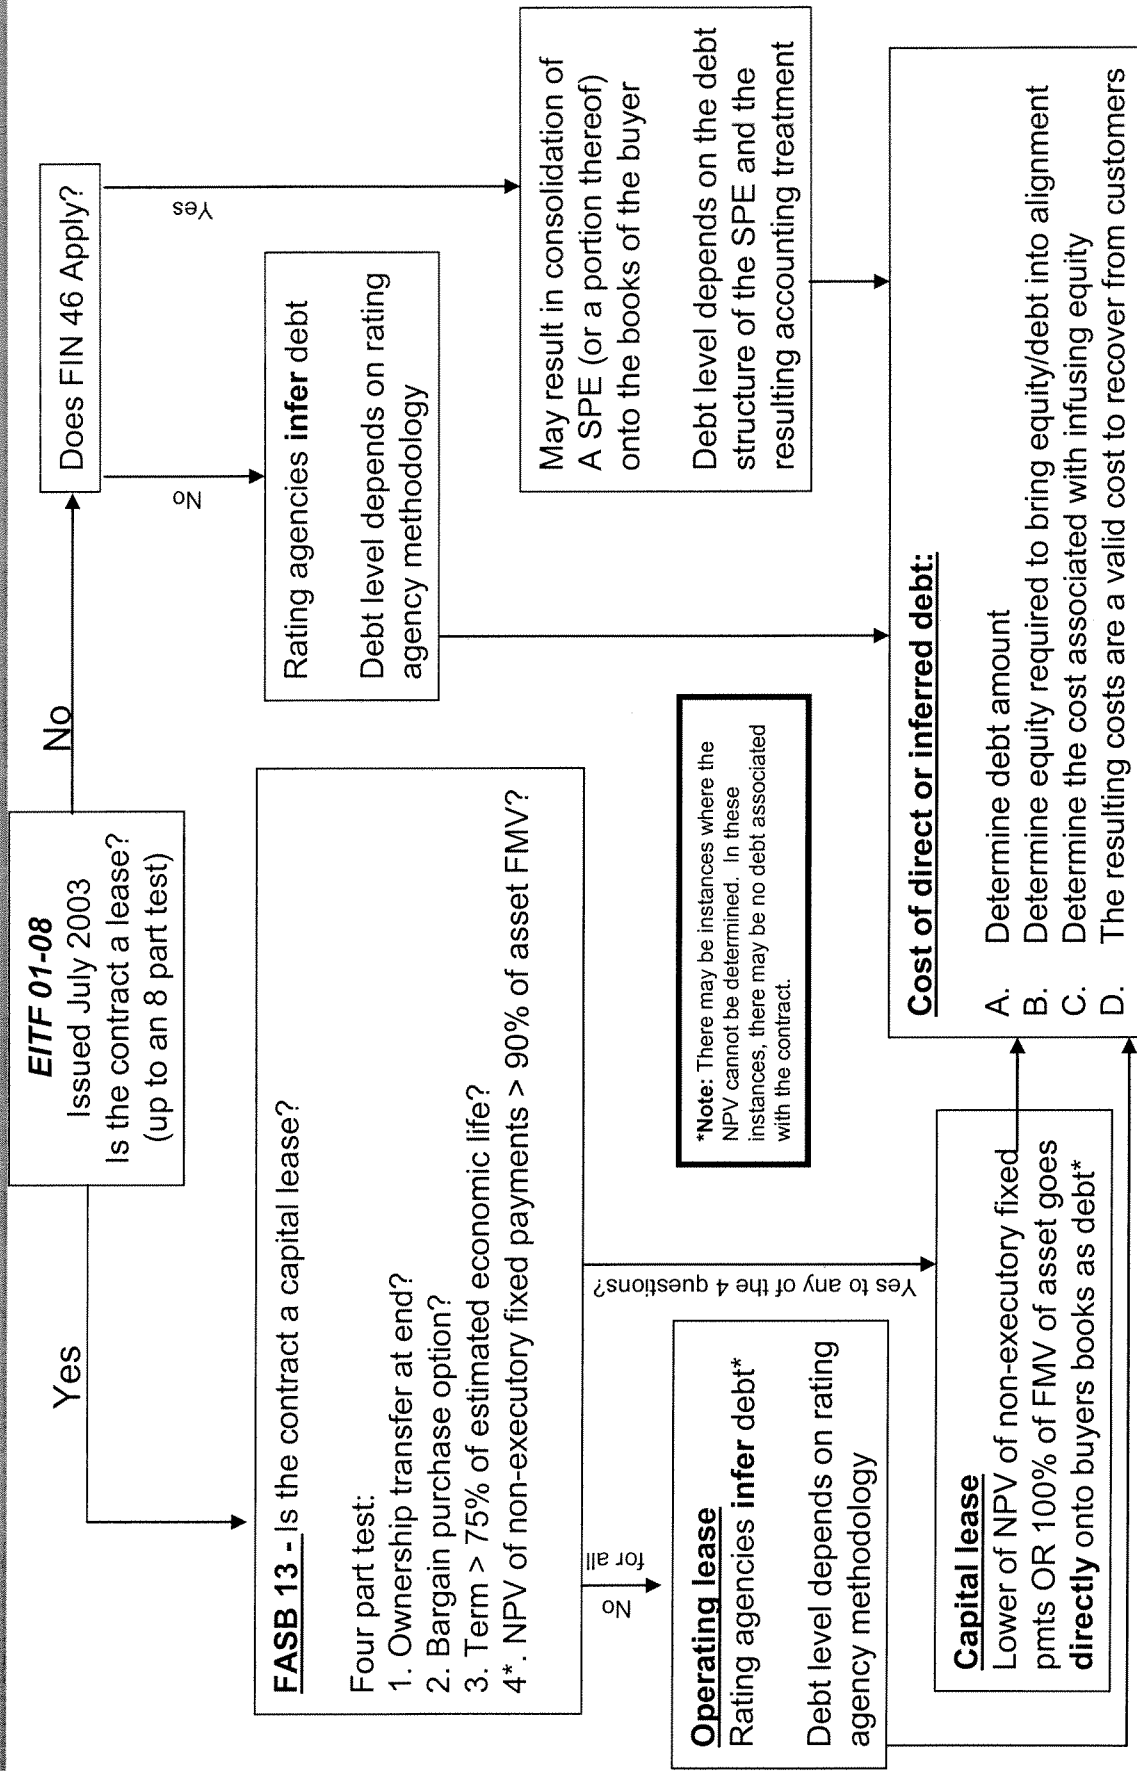 EITF 01-08
Issued July 2003
Is the contract a lease?
(up to an 8 part test)
Yes
No
Does FIN 46 Apply?
No
Yes
FASB 13 - Is the contract a capital lease?
Four part test:
1. Ownership transfer at end?
2. Bargain purchase option?
3. Term > 75% of estimated economic life?
4*. NPV of non-executory fixed payments > 90% of asset FMV?
Rating agencies infer debt
Debt level depends on rating
agency methodology
May result in consolidation of
A SPE (or a portion thereof)
onto the books of the buyer
Debt level depends on the debt
structure of the SPE and the
resulting accounting treatment
No
for all
Yes to any of the 4 questions?
Operating lease
Rating agencies infer debt*
Debt level depends on rating
agency methodology
*Note: There may be instances where the
NPV cannot be determined. In these
instances, there may be no debt associated
with the contract.
Capital lease
Lower of NPV of non-executory fixed
pmts OR 100% of FMV of asset goes
directly onto buyers books as debt*
Cost of direct or inferred debt:
A. Determine debt amount
B. Determine equity required to bring equity/debt into alignment
C. Determine the cost associated with infusing equity
D. The resulting costs are a valid cost to recover from customers